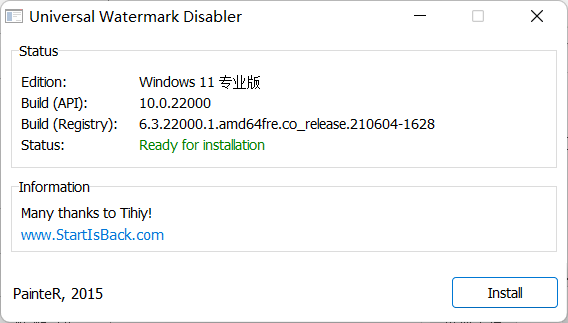 Universal Watermark Disabler
Status
Edition: Windows 11 专业版
Build (API): 10.0.22000
Build (Registry): 6.3.22000.1.amd64fre.co_release.210604-1628
Status: Ready for installation
Information
Many thanks to Tihiy!
www.StartIsBack.com
PainteR, 2015
Install